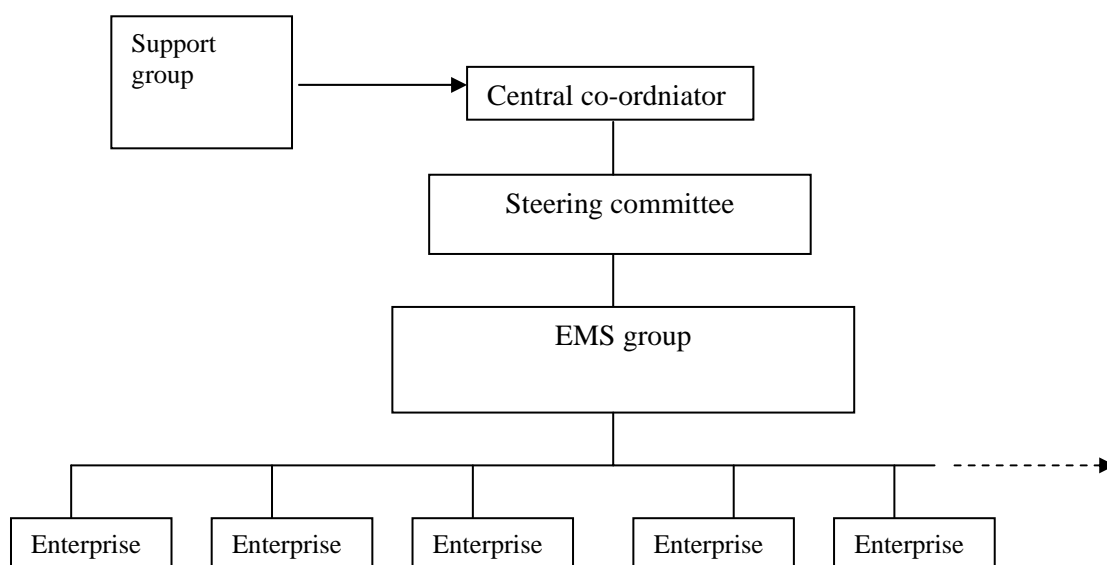 Support
group
Central co-ordniator
Steering committee
EMS group
Enterprise
Enterprise
Enterprise
Enterprise
Enterprise